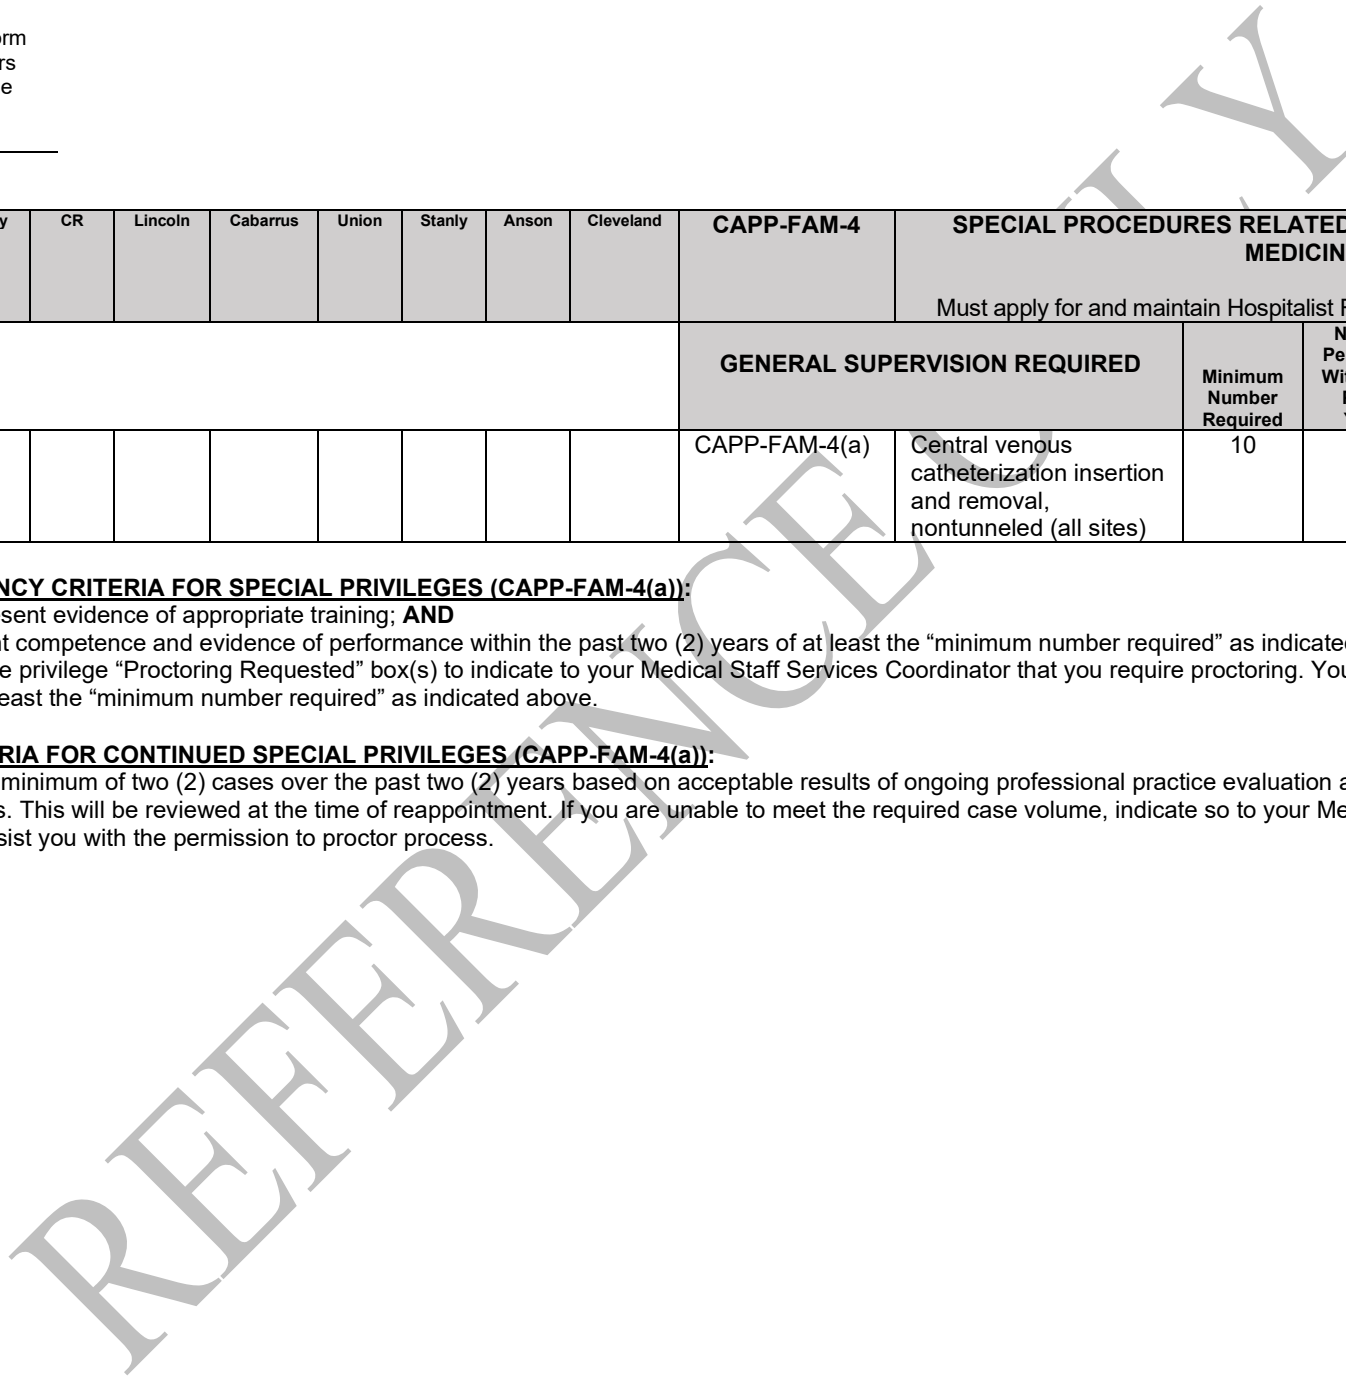 orm
rs
e
y CR Lincoln Cabarrus Union Stanly Anson Cleveland CAPP-FAM-4 SPECIAL PROCEDURES RELATED
MEDICIN
Must apply for and maintain Hospitalist
GENERAL SUPERVISION REQUIRED
Minimum
Number
Required
N
Pe
Wit
CAPP-FAM-4(a) Central venous
catheterization insertion
and removal,
nontunneled (all sites)
10
NCY CRITERIA FOR SPECIAL PRIVILEGES (CAPP-FAM-4(a)):
esent evidence of appropriate training; AND
nt competence and evidence of performance within the past two (2) years of at least the “minimum number required” as indicated
e privilege “Proctoring Requested” box(s) to indicate to your Medical Staff Services Coordinator that you require proctoring. You
east the “minimum number required” as indicated above.
RIA FOR CONTINUED SPECIAL PRIVILEGES (CAPP-FAM-4(a)):
minimum of two (2) cases over the past two (2) years based on acceptable results of ongoing professional practice evaluation a
s. This will be reviewed at the time of reappointment. If you are unable to meet the required case volume, indicate so to your Me
sist you with the permission to proctor process.
REFERENCE O LY